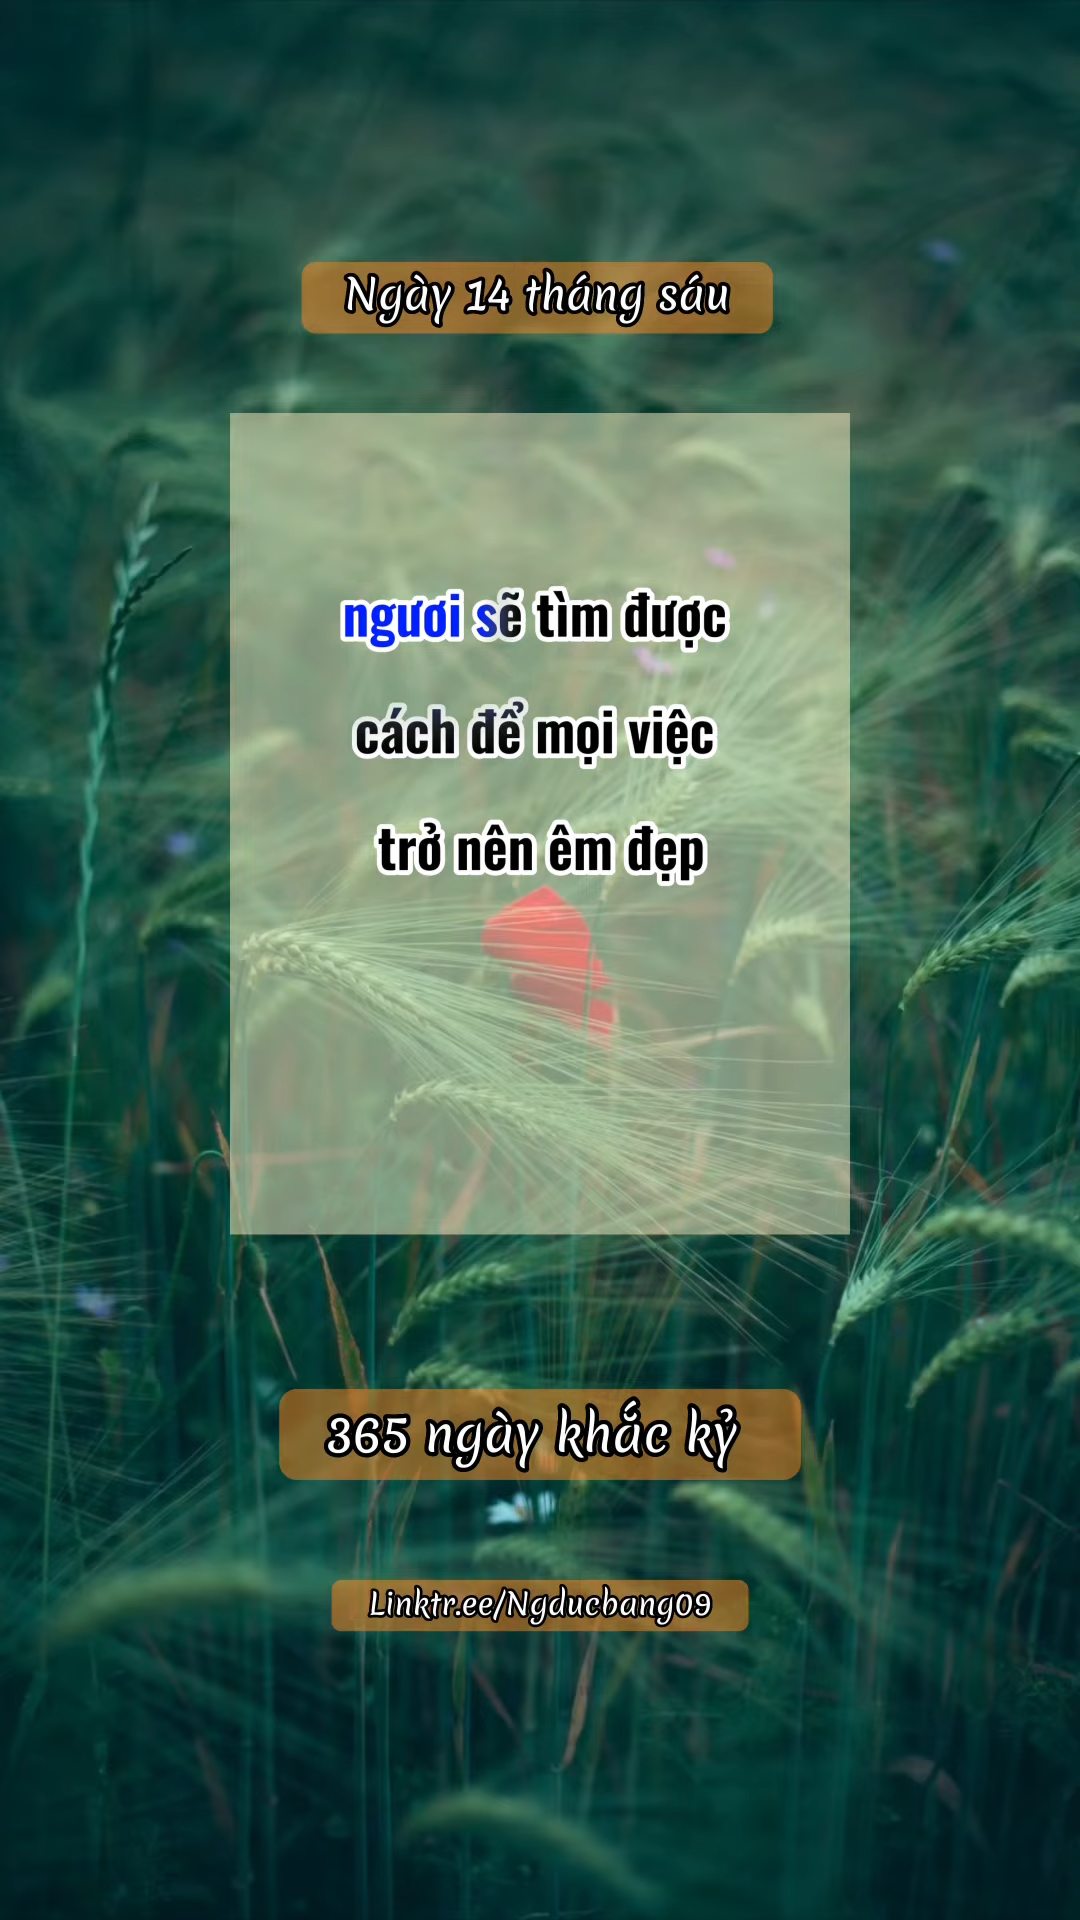 Ngày 14 tháng sáu
ngươi sẽ tìm được
cách để mọi việc
trở nên êm đẹp
365 ngày khắc kỷ
Linktr.ee/Ngducbang09